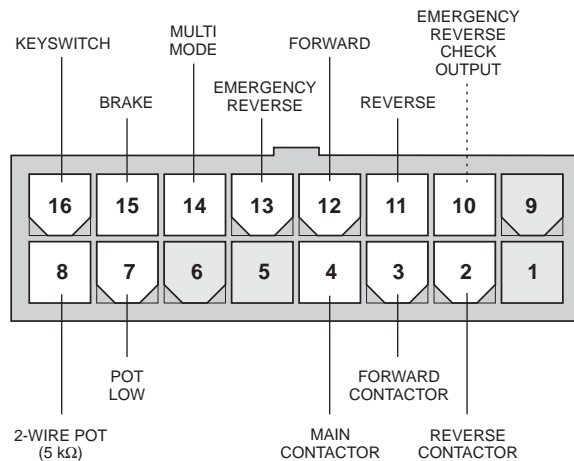 KEYSWITCH
MULTI
MODE
FORWARD
EMERGENCY
REVERSE
CHECK
OUTPUT
BRAKE
EMERGENCY
REVERSE
REVERSE
16 15 14 13 12 11 10 9
8 7 6 5 4 3 2 1
POT
LOW
FORWARD
CONTACTOR
2-WIRE POT
(5 kΩ)
MAIN
CONTACTOR
REVERSE
CONTACTOR